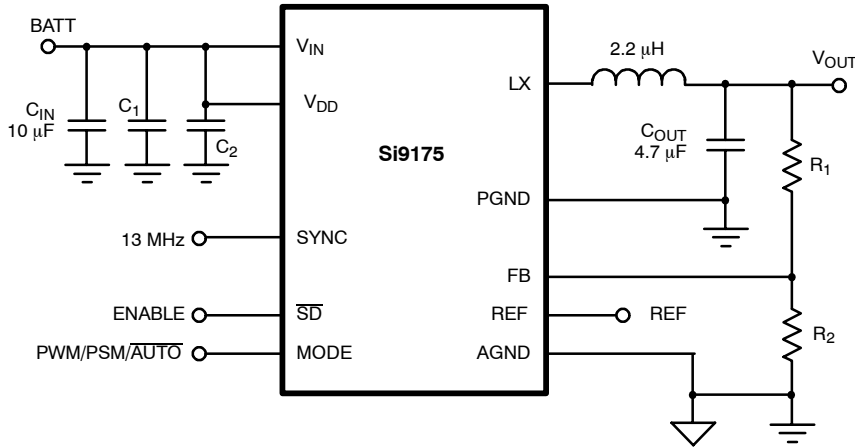 BATT
V_IN
V_DD
C_IN
10 µF
C_1
C_2
Si9175
LX
2.2 µH
V_OUT
C_OUT
4.7 µF
R_1
PGND
13 MHz
SYNC
FB
ENABLE
SD
REF
REF
R_2
PWM/PSM/AUTO
MODE
AGND